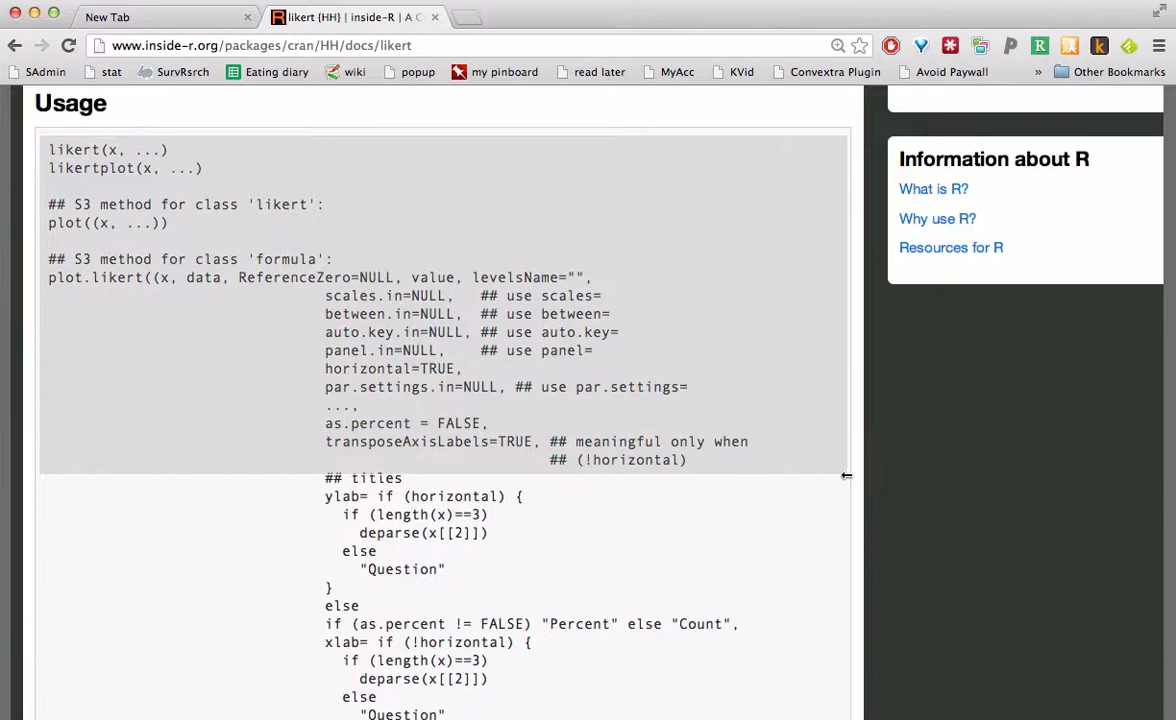 New Tab
likert {HH} | inside-R | A C
www.inside-r.org/packages/cran/HH/docs/likert
SAdmin stat SurvRsrch Eating diary wiki popup my pinboard read later MyAcc KVid Convextra Plugin Avoid Paywall » Other Bookmarks
Usage
likert(x, ...)
likertplot(x, ...)
## S3 method for class 'likert':
plot((x, ...))
## S3 method for class 'formula':
plot.likert((x, data, ReferenceZero=NULL, value, levelsName="",
scales.in=NULL,   ## use scales=
between.in=NULL,  ## use between=
auto.key.in=NULL, ## use auto.key=
panel.in=NULL,    ## use panel=
horizontal=TRUE,
par.settings.in=NULL, ## use par.settings=
...,
as.percent = FALSE,
transposeAxisLabels=TRUE, ## meaningful only when
## (!horizontal)
## titles
ylab= if (horizontal) {
if (length(x)==3)
deparse(x[[2]])
else
"Question"
}
else
if (as.percent != FALSE) "Percent" else "Count",
xlab= if (!horizontal) {
if (length(x)==3)
deparse(x[[2]])
else
"Question"
Information about R
What is R?
Why use R?
Resources for R